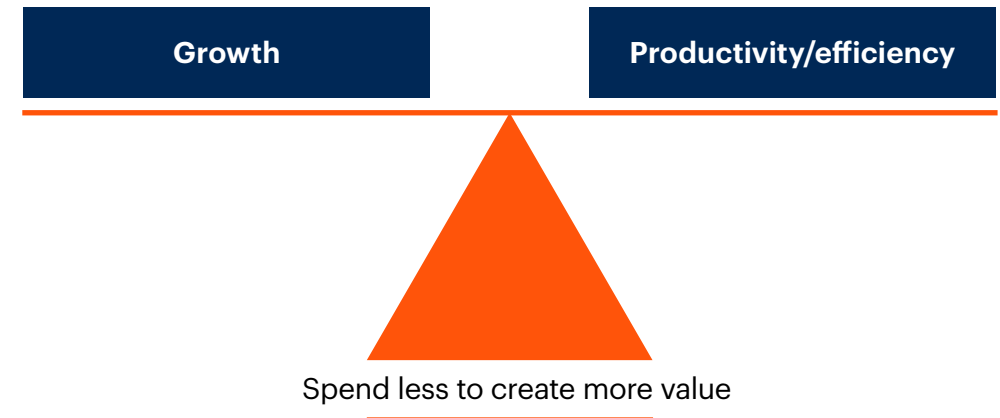 Growth
Productivity/efficiency
Spend less to create more value